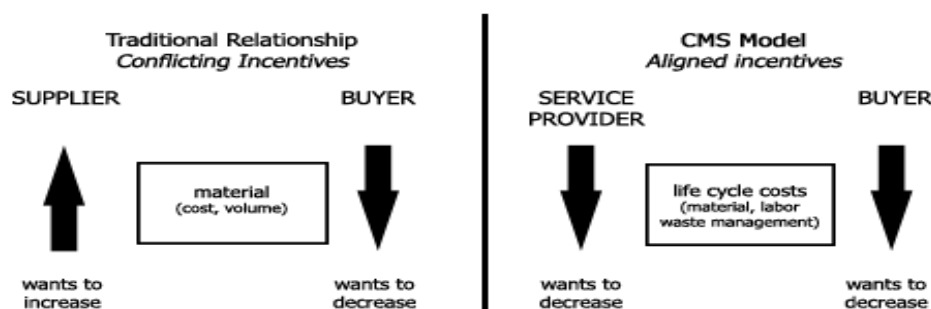 Traditional Relationship
Conflicting Incentives
SUPPLIER
BUYER
material
(cost, volume)
wants to
increase
wants to
decrease
CMS Model
Aligned incentives
SERVICE
PROVIDER
BUYER
life cycle costs
(material, labor
waste management)
wants to
decrease
wants to
decrease